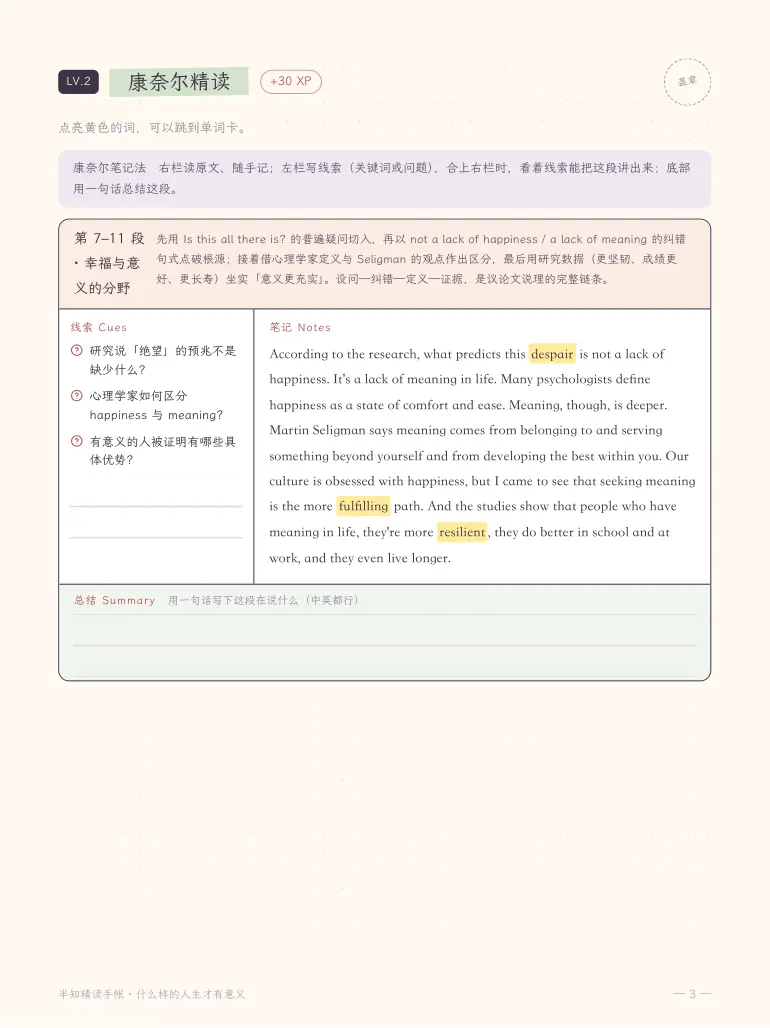 LV.2 康奈尔精读 +30 XP 盖章
点亮黄色的词，可以跳到单词卡。
康奈尔笔记法 右栏读原文、随手记；左栏写线索（关键词或问题），合上右栏时，看着线索能把这段讲出来；底部
用一句话总结这段。
第 7–11 段
· 幸福与意
义的分野
先用 Is this all there is? 的普遍疑问切入，再以 not a lack of happiness / a lack of meaning 的纠错
句式点破根源；接着借心理学家定义与 Seligman 的观点作出区分，最后用研究数据（更坚韧、成绩更
好、更长寿）坐实「意义更充实」。设问—纠错—定义—证据，是议论文说理的完整链条。
线索 Cues
研究说「绝望」的预兆不是
缺少什么？
心理学家如何区分
happiness 与 meaning?
有意义的人被证明有哪些具
体优势？
笔记 Notes
According to the research, what predicts this despair is not a lack of
happiness. It's a lack of meaning in life. Many psychologists define
happiness as a state of comfort and ease. Meaning, though, is deeper.
Martin Seligman says meaning comes from belonging to and serving
something beyond yourself and from developing the best within you. Our
culture is obsessed with happiness, but I came to see that seeking meaning
is the more fulfilling path. And the studies show that people who have
meaning in life, they're more resilient, they do better in school and at
work, and they even live longer.
总结 Summary 用一句话写下这段在说什么（中英都行）
半知精读手帐 · 什么样的人生才有意义
— 3 —